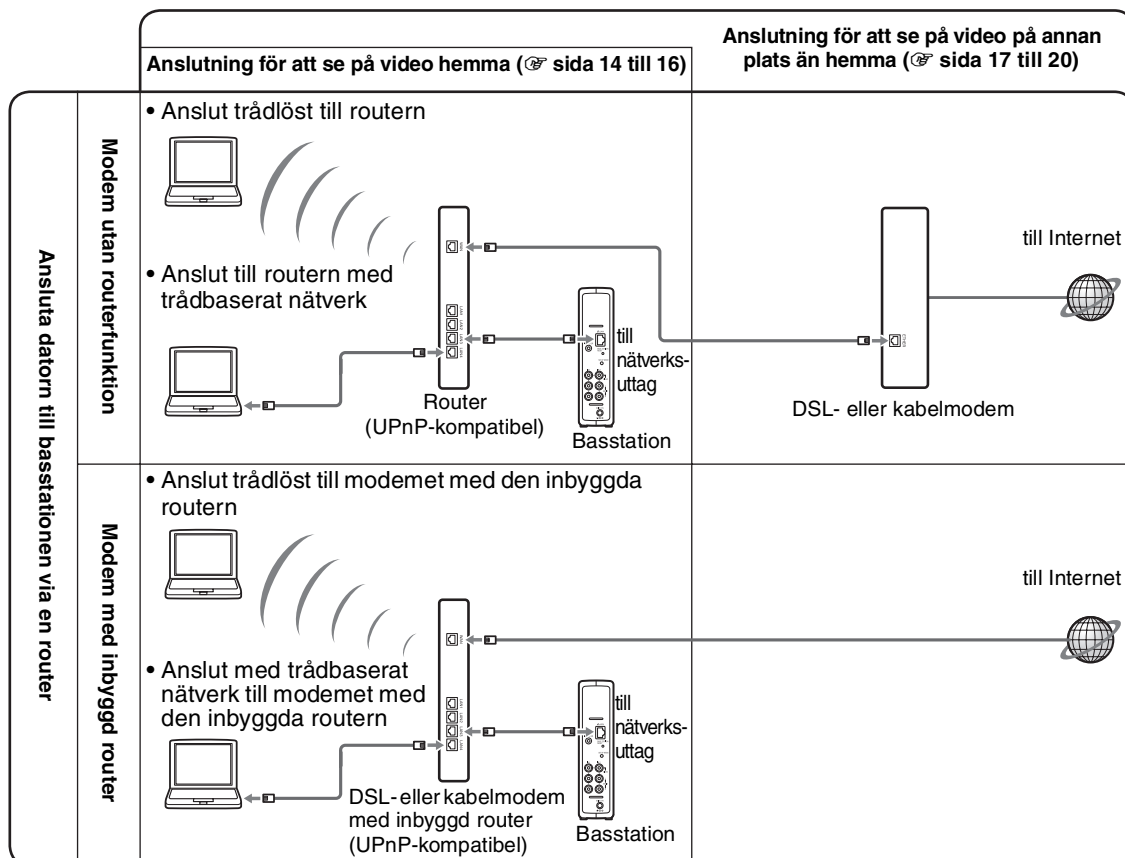 Anslutning för att se på video hemma (☞ sida 14 till 16)
Anslutning för att se på video på annan
plats än hemma (☞ sida 17 till 20)
Ansluta datorn till basstationen via en router
Modem utan routerfunktion
• Anslut trådlöst till routern
• Anslut till routern med
trådbaserat nätverk
Router
(UPnP-kompatibel)
till
nätverks-
uttag
Basstation
DSL- eller kabelmodem
till Internet
Modem med inbyggd router
• Anslut trådlöst till modemet med den inbyggda
routern
• Anslut med trådbaserat
nätverk till modemet med
den inbyggda routern
DSL- eller kabelmodem
med inbyggd router
(UPnP-kompatibel)
till
nätverks-
uttag
Basstation
till Internet